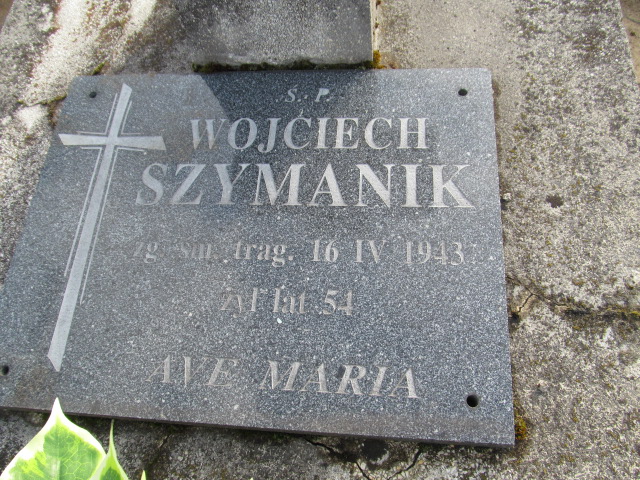 Ś. P.
WOJCIECH
SZYMANIK
zg. śm. trag. 16 IV 1943
żył lat 54
AVE MARIA